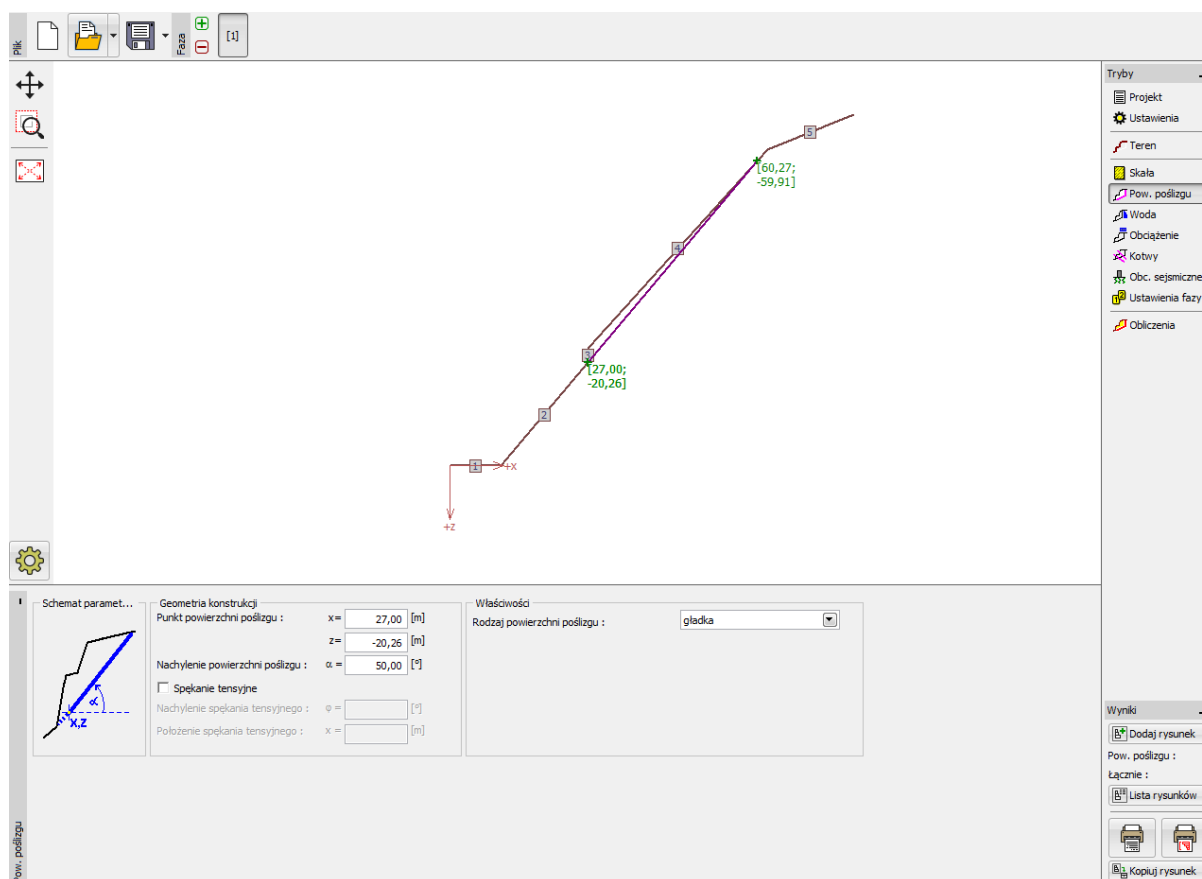 Plik
Faza
[1]
Tryby
Projekt
Ustawienia
Teren
Skała
Pow. poślizgu
Woda
Obciążenie
Kotwy
Obc. sejsmiczne
Ustawienia fazy
Obliczenia
5
[60,27;
-59,91]
4
3
[27,00;
-20,26]
2
1
+x
+z
Schemat paramet...
α
x,z
Geometria konstrukcji
Punkt powierzchni poślizgu : x= 27,00 [m]
z= -20,26 [m]
Nachylenie powierzchni poślizgu : α = 50,00 [°]
Spękanie tensyjne
Nachylenie spękania tensyjnego : φ = [°]
Położenie spękania tensyjnego : x = [m]
Właściwości
Rodzaj powierzchni poślizgu : gładka
Pow. poślizgu
Wyniki
Dodaj rysunek
Pow. poślizgu :
Łącznie :
Lista rysunków
Kopiuj rysunek